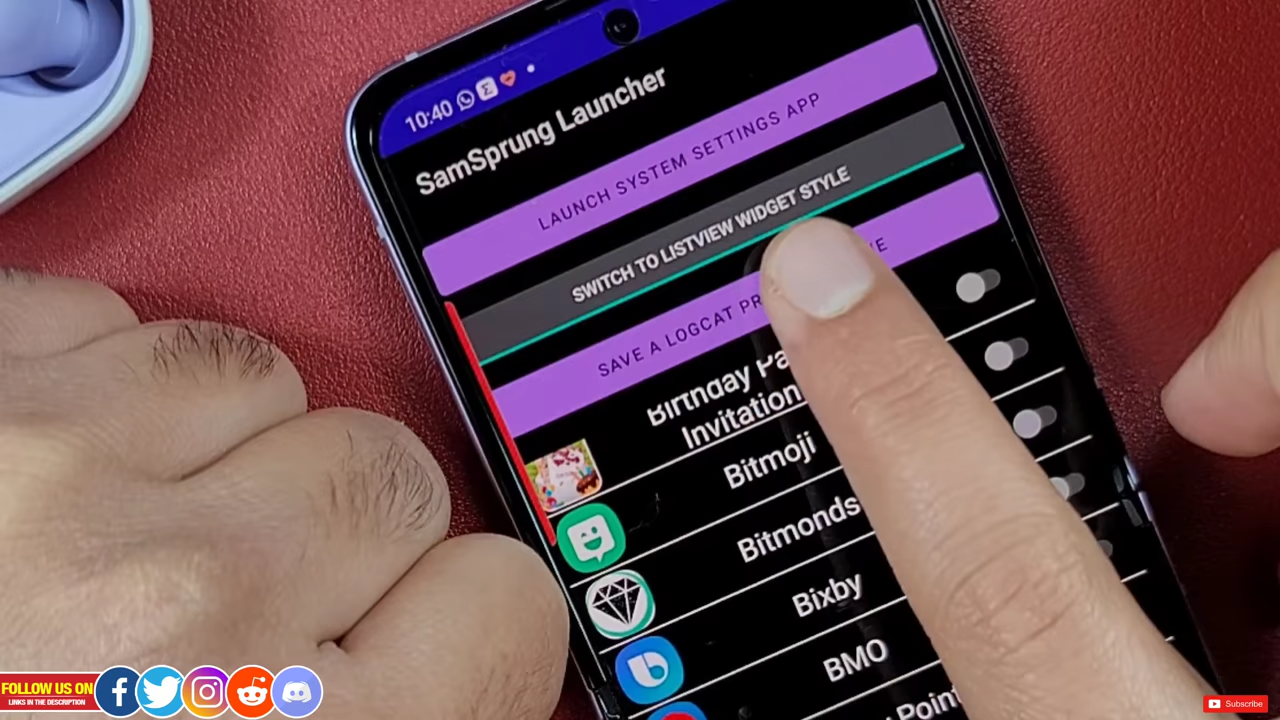 10:40
SamSprung Launcher
LAUNCH SYSTEM SETTINGS APP
SWITCH TO LISTVIEW WIDGET STYLE
SAVE A LOGCAT
Birthday
Invitation
Bitmoji
Bitmonds
Bixby
BMO
FOLLOW US ON
LINKS IN THE DESCRIPTION
Subscribe